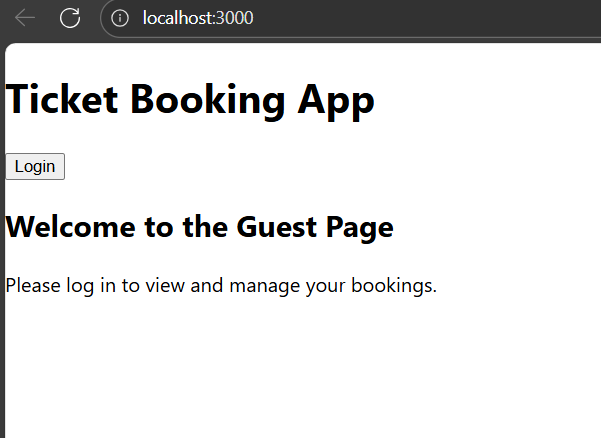 localhost:3000
Ticket Booking App
Login
Welcome to the Guest Page
Please log in to view and manage your bookings.